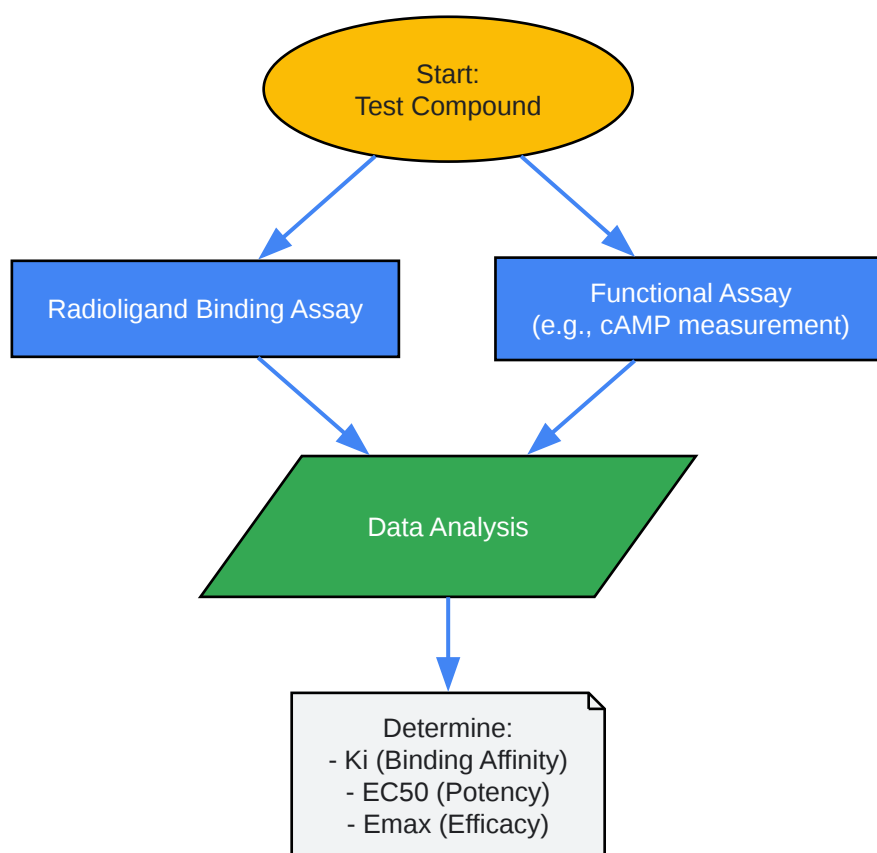 Start:
Test Compound
Radioligand Binding Assay
Functional Assay
(e.g., cAMP measurement)
Data Analysis
Determine:
- Ki (Binding Affinity)
- EC50 (Potency)
- Emax (Efficacy)